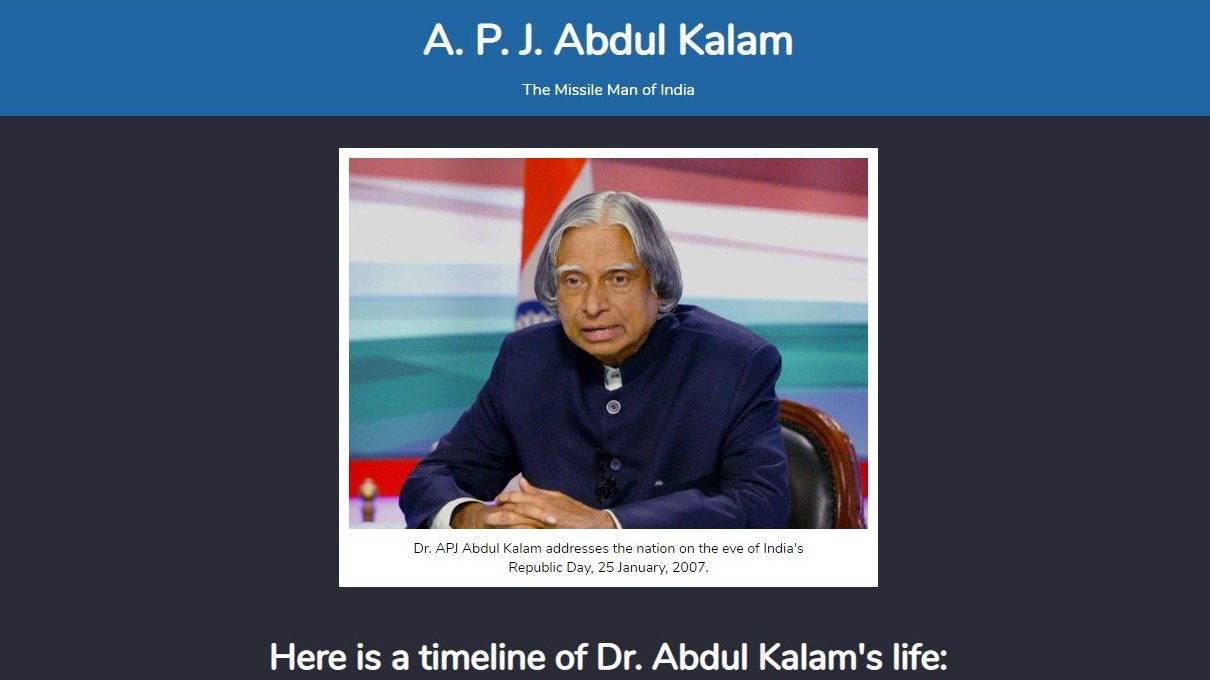 A. P. J. Abdul Kalam
The Missile Man of India
Dr. APJ Abdul Kalam addresses the nation on the eve of India's
Republic Day, 25 January, 2007.
Here is a timeline of Dr. Abdul Kalam's life: